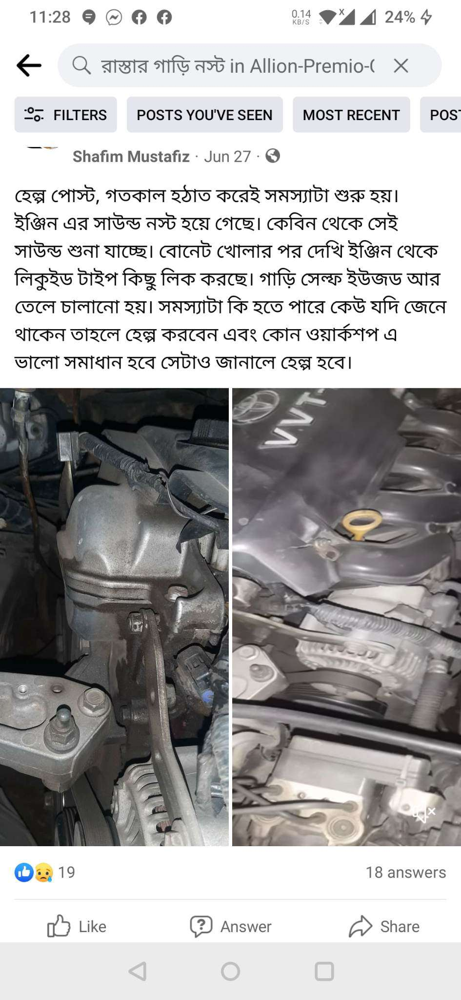 11:28
0.14
KB/S
24%
রাস্তার গাড়ি নস্ট in Allion-Premio-
FILTERS
POSTS YOU'VE SEEN
MOST RECENT
POST
Shafim Mustafiz · Jun 27 ·
হেল্প পোস্ট, গতকাল হঠাত করেই সমস্যাটা শুরু হয়।
ইঞ্জিন এর সাউন্ড নস্ট হয়ে গেছে। কেবিন থেকে সেই
সাউন্ড শুনা যাচ্ছে। বোনেট খোলার পর দেখি ইঞ্জিন থেকে
লিকুইড টাইপ কিছু লিক করছে। গাড়ি সেল্ফ ইউজড আর
তেলে চালানো হয়। সমস্যাটা কি হতে পারে কেউ যদি জেনে
থাকেন তাহলে হেল্প করবেন এবং কোন ওয়ার্কশপ এ
ভালো সমাধান হবে সেটাও জানালে হেল্প হবে।
VVT-
19
18 answers
Like
Answer
Share